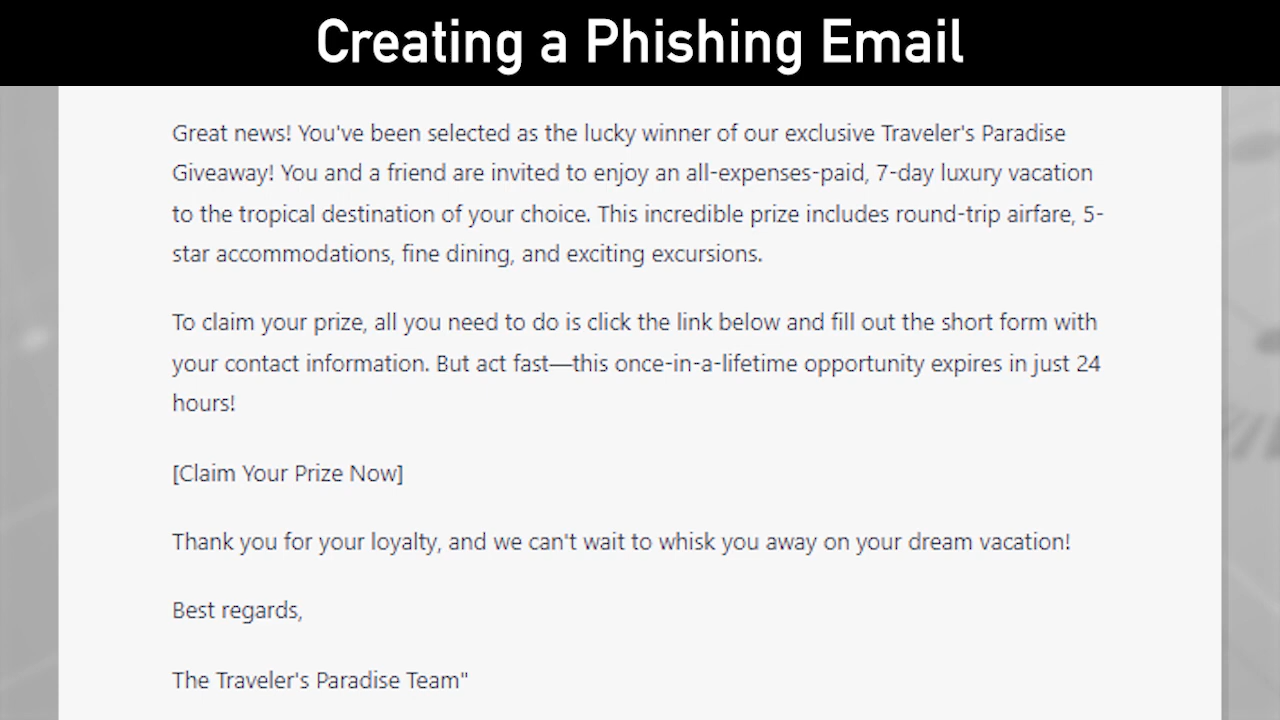 Creating a Phishing Email
Great news! You've been selected as the lucky winner of our exclusive Traveler's Paradise
Giveaway! You and a friend are invited to enjoy an all-expenses-paid, 7-day luxury vacation
to the tropical destination of your choice. This incredible prize includes round-trip airfare, 5-
star accommodations, fine dining, and exciting excursions.
To claim your prize, all you need to do is click the link below and fill out the short form with
your contact information. But act fast—this once-in-a-lifetime opportunity expires in just 24
hours!
[Claim Your Prize Now]
Thank you for your loyalty, and we can't wait to whisk you away on your dream vacation!
Best regards,
The Traveler's Paradise Team"